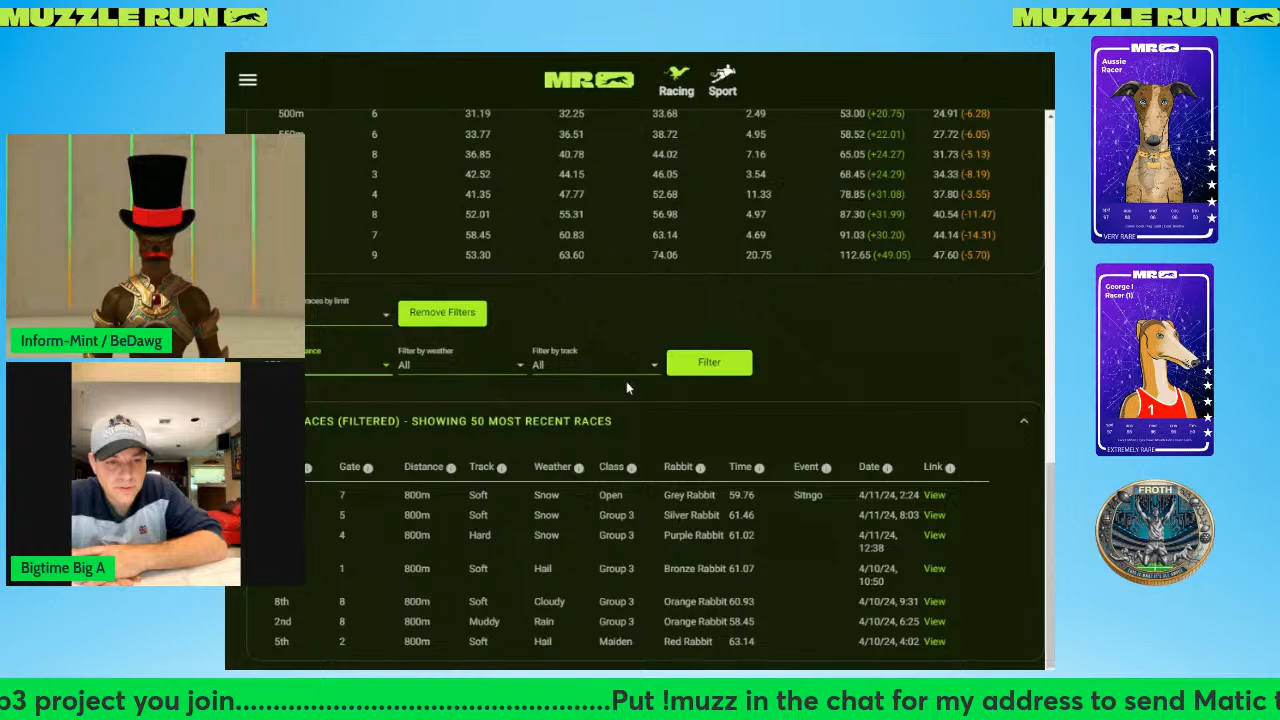 MUZZLE RUN
MUZZLE RUN
MR
Racing
Sport
500m 6 31.19 32.25 33.68 2.49 53.00 (+20.75) 24.91 (-6.28)
550m 6 33.77 36.51 38.72 4.95 58.52 (+22.01) 27.72 (-6.05)
8 36.85 40.78 44.02 7.16 65.05 (+24.27) 31.73 (-5.13)
3 42.52 44.15 46.05 3.54 68.45 (+24.29) 34.33 (-8.19)
4 41.35 47.77 52.68 11.33 78.85 (+31.08) 37.80 (-3.55)
8 52.01 55.31 56.98 4.97 87.30 (+31.99) 40.54 (-11.47)
7 58.45 60.83 63.14 4.69 91.03 (+30.20) 44.14 (-14.31)
9 53.30 63.60 74.06 20.75 112.65 (+49.05) 47.60 (-5.70)
races by limit
Remove Filters
ance Filter by weather Filter by track
All All Filter
ACES (FILTERED) - SHOWING 50 MOST RECENT RACES
Gate Distance Track Weather Class Rabbit Time Event Date Link
7 800m Soft Snow Open Grey Rabbit 59.76 Sitngo 4/11/24, 2:24 View
5 800m Soft Snow Group 3 Silver Rabbit 61.46 4/11/24, 8:03 View
4 800m Hard Snow Group 3 Purple Rabbit 61.02 4/11/24, 12:38 View
1 800m Soft Hail Group 3 Bronze Rabbit 61.07 4/10/24, 10:50 View
8th 8 800m Soft Cloudy Group 3 Orange Rabbit 60.93 4/10/24, 9:31 View
2nd 8 800m Muddy Rain Group 3 Orange Rabbit 58.45 4/10/24, 6:25 View
5th 2 800m Soft Hail Maiden Red Rabbit 63.14 4/10/24, 4:02 View
Inform-Mint / BeDawg
Bigtime Big A
MR
Aussie
Racer
VERY RARE
MR
George I
Racer (1)
1
EXTREMELY RARE
FROTH
p3 project you join..................................................Put !muzz in the chat for my address to send Matic t